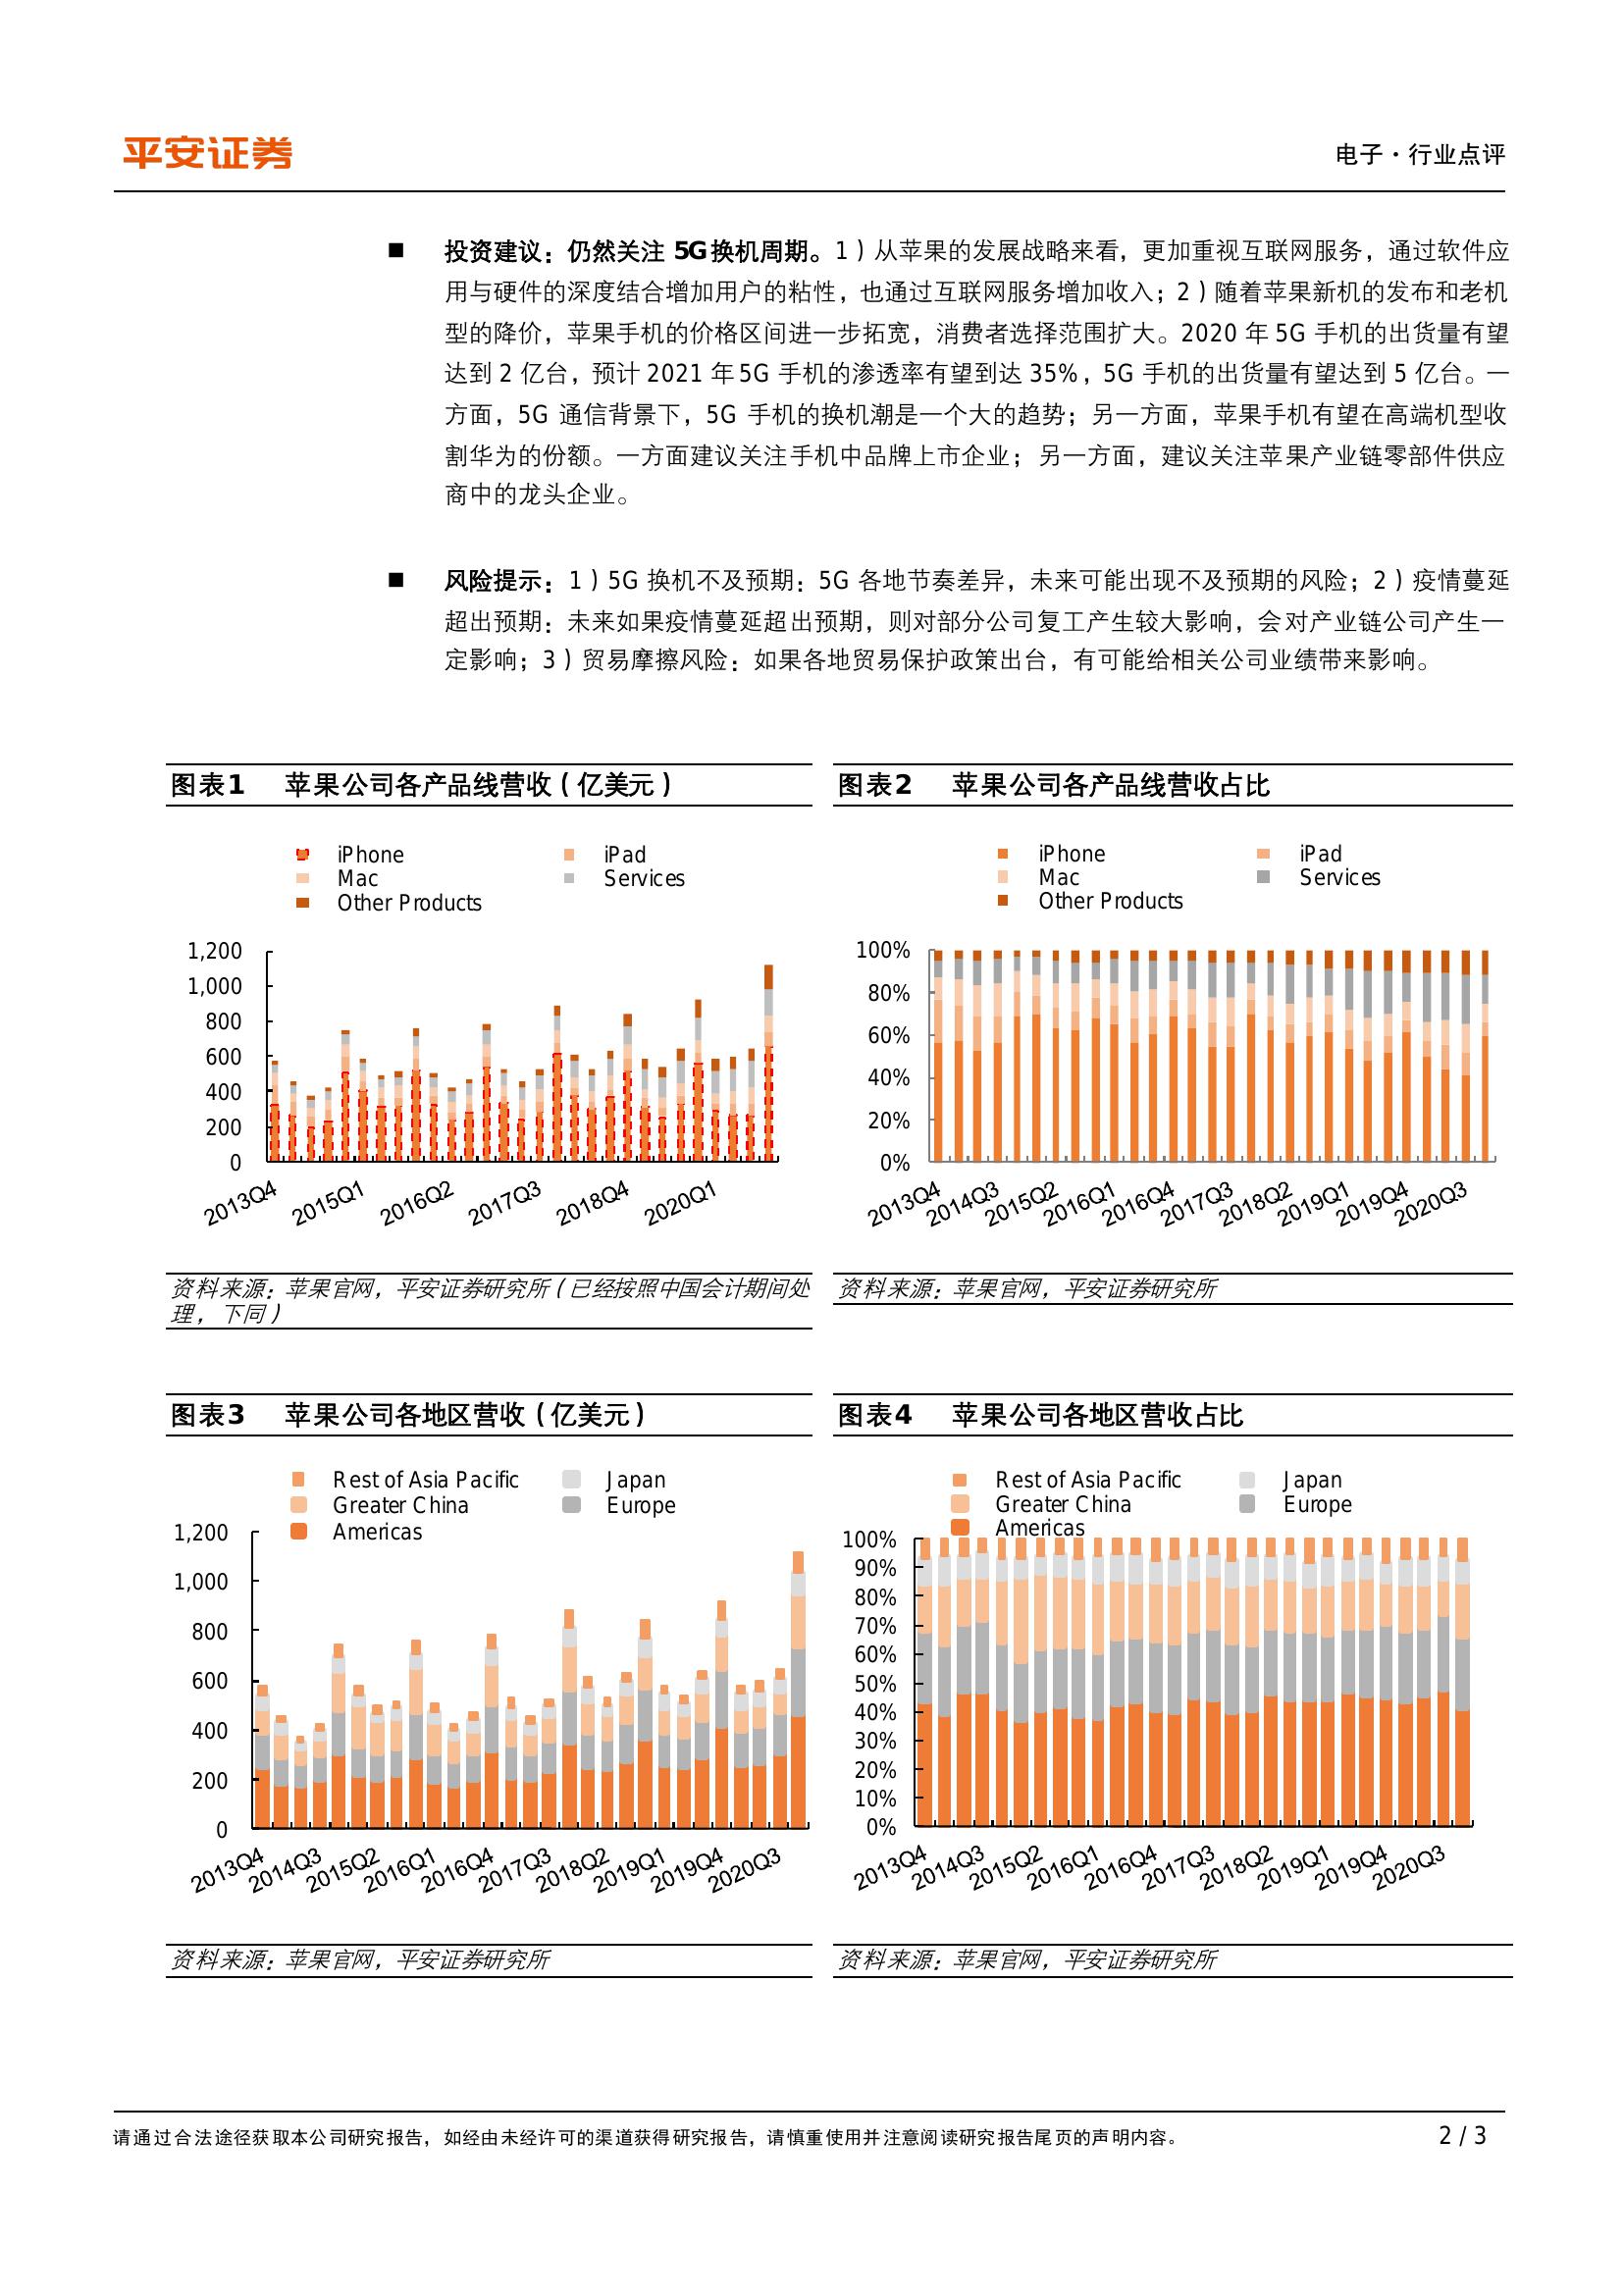 平安证券
电子·行业点评
■ 投资建议：仍然关注 5G换机周期。1）从苹果的发展战略来看，更加重视互联网服务，通过软件应
用与硬件的深度结合增加用户的粘性，也通过互联网服务增加收入；2）随着苹果新机的发布和老机
型的降价，苹果手机的价格区间进一步拓宽，消费者选择范围扩大。2020 年 5G 手机的出货量有望
达到 2 亿台，预计 2021 年5G 手机的渗透率有望到达 35%，5G 手机的出货量有望达到 5 亿台。一
方面，5G 通信背景下，5G 手机的换机潮是一个大的趋势；另一方面，苹果手机有望在高端机型收
割华为的份额。一方面建议关注手机中品牌上市企业；另一方面，建议关注苹果产业链零部件供应
商中的龙头企业。
■ 风险提示：1）5G 换机不及预期：5G 各地节奏差异，未来可能出现不及预期的风险；2）疫情蔓延
超出预期：未来如果疫情蔓延超出预期，则对部分公司复工产生较大影响，会对产业链公司产生一
定影响；3）贸易摩擦风险：如果各地贸易保护政策出台，有可能给相关公司业绩带来影响。
图表1 苹果公司各产品线营收（亿美元）
iPhone iPad
Mac Services
Other Products
1,200
1,000
800
600
400
200
0
2013Q4 2015Q1 2016Q2 2017Q3 2018Q4 2020Q1
资料来源：苹果官网，平安证券研究所（已经按照中国会计期间处
理，下同）
图表2 苹果公司各产品线营收占比
iPhone iPad
Mac Services
Other Products
100%
80%
60%
40%
20%
0%
2013Q4 2014Q3 2015Q2 2016Q1 2016Q4 2017Q3 2018Q2 2019Q1 2019Q4 2020Q3
资料来源：苹果官网，平安证券研究所
图表3 苹果公司各地区营收（亿美元）
Rest of Asia Pacific Japan
Greater China Europe
Americas
1,200
1,000
800
600
400
200
0
2013Q4 2014Q3 2015Q2 2016Q1 2016Q4 2017Q3 2018Q2 2019Q1 2019Q4 2020Q3
资料来源：苹果官网，平安证券研究所
图表4 苹果公司各地区营收占比
Rest of Asia Pacific Japan
Greater China Europe
Americas
100%
90%
80%
70%
60%
50%
40%
30%
20%
10%
0%
2013Q4 2014Q3 2015Q2 2016Q1 2016Q4 2017Q3 2018Q2 2019Q1 2019Q4 2020Q3
资料来源：苹果官网，平安证券研究所
请通过合法途径获取本公司研究报告，如经由未经许可的渠道获得研究报告，请慎重使用并注意阅读研究报告尾页的声明内容。
2 / 3